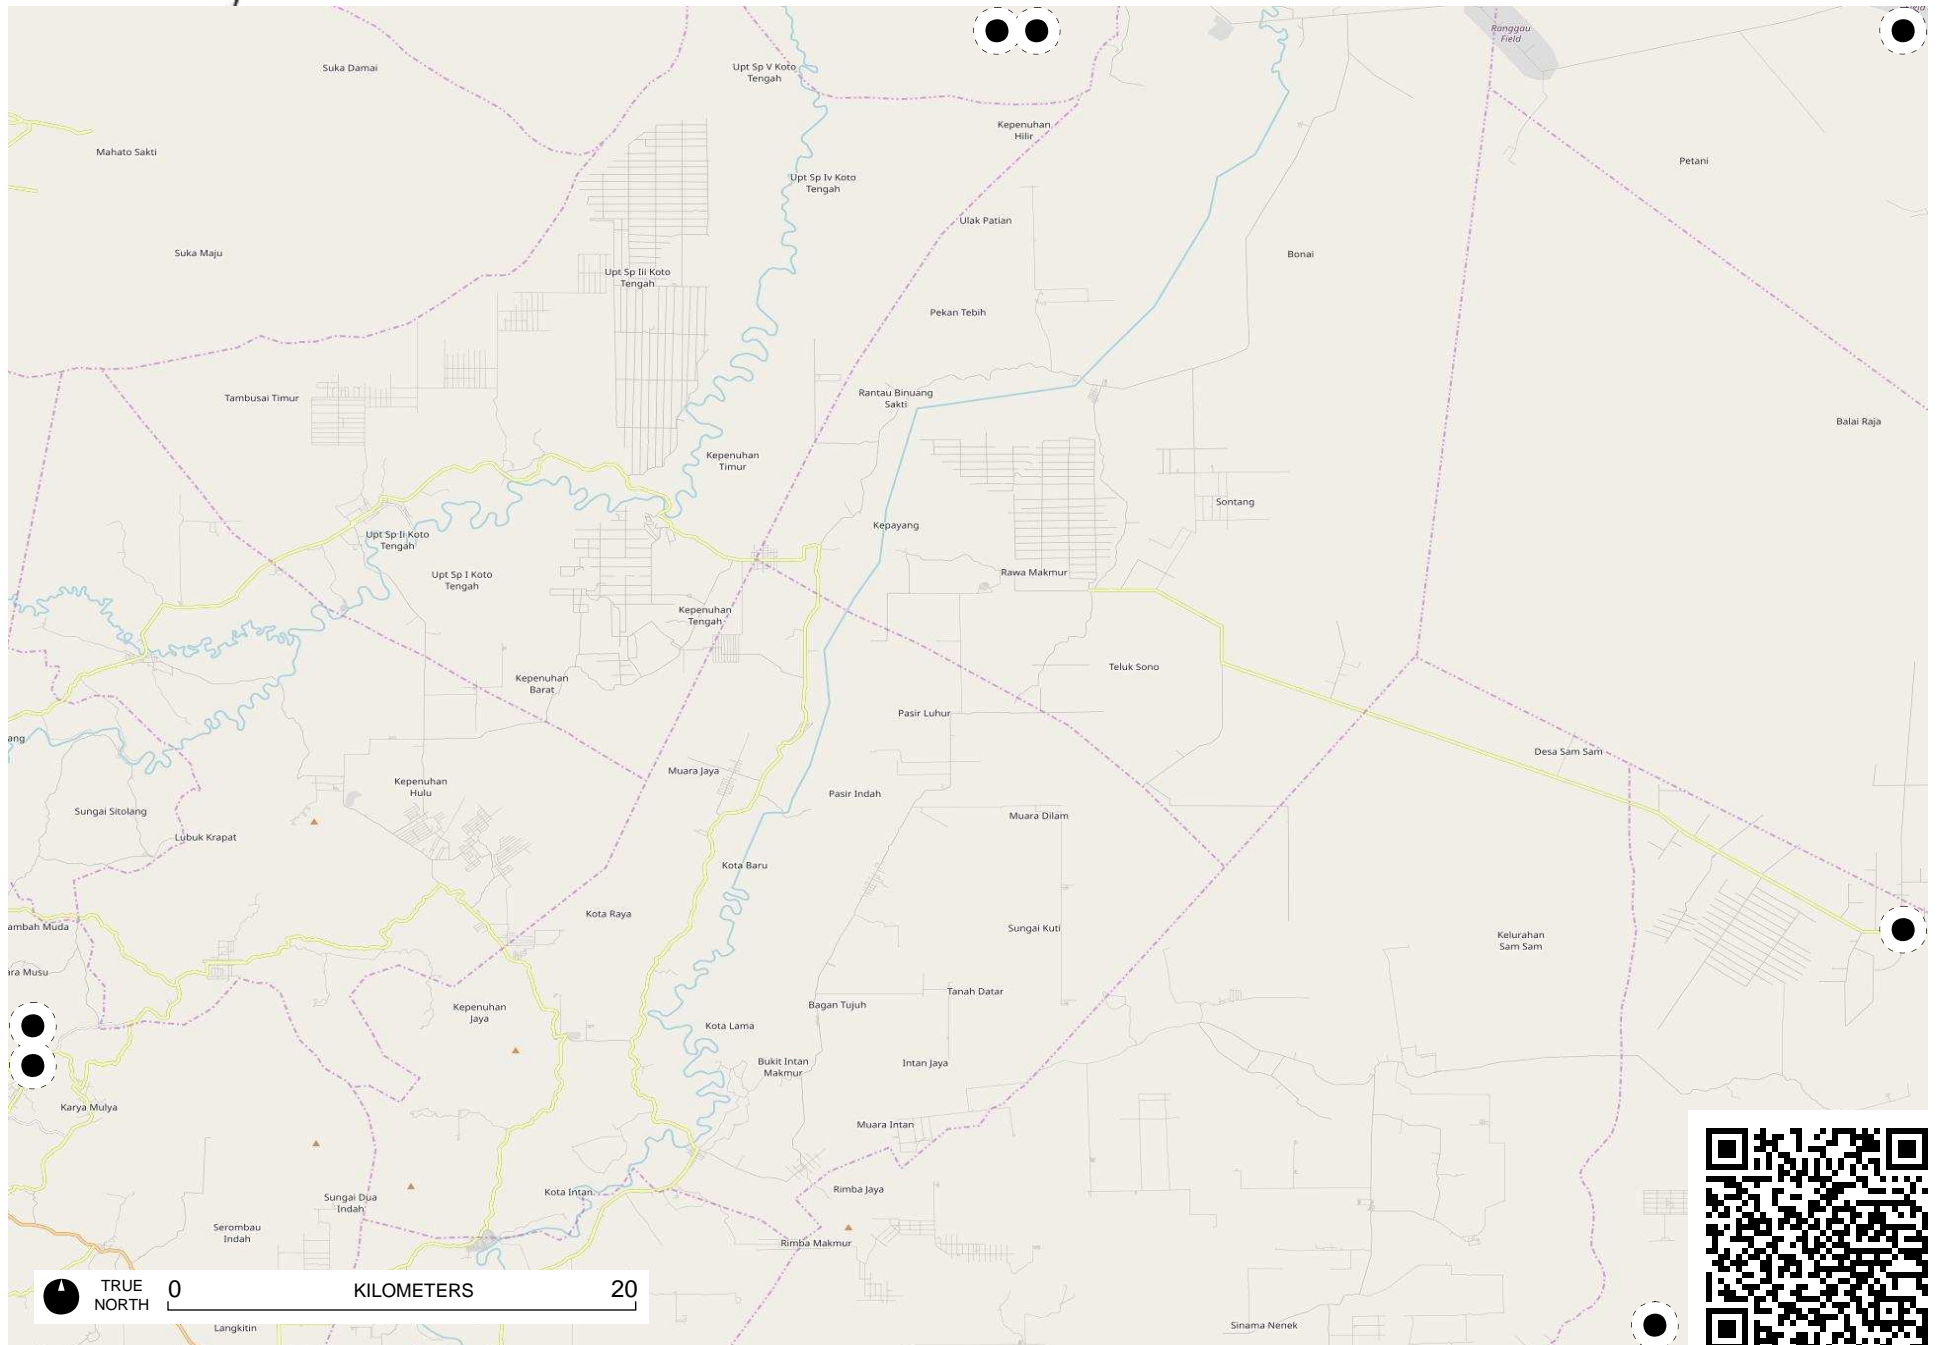 Ranggau
Field
Suka Damai
Upt Sp V Koto
Tengah
Kepenuhan
Hilir
Mahato Sakti
Petani
Upt Sp Iv Koto
Tengah
Ulak Patian
Suka Maju
Bonai
Upt Sp Iii Koto
Tengah
Pekan Tebih
Tambusai Timur
Rantau Binuang
Sakti
Balai Raja
Kepenuhan
Timur
Sontang
Kepayang
Upt Sp Ii Koto
Tengah
Upt Sp I Koto
Tengah
Rawa Makmur
Kepenuhan
Tengah
Teluk Sono
Kepenuhan
Barat
Pasir Luhur
ang
Desa Sam Sam
Muara Jaya
Kepenuhan
Hulu
Pasir Indah
Sungai Sitolang
Muara Dilam
Lubuk Krapat
Kota Baru
Kota Raya
ambah Muda
Sungai Kuti
Kelurahan
Sam Sam
ara Musu
Tanah Datar
Kepenuhan
Jaya
Bagan Tujuh
Kota Lama
Bukit Intan
Makmur
Intan Jaya
Karya Mulya
Muara Intan
Kota Intan
Rimba Jaya
Sungai Dua
Indah
Serombau
Indah
Rimba Makmur
TRUE
NORTH
0 KILOMETERS 20
Langkitin
Sinama Nenek